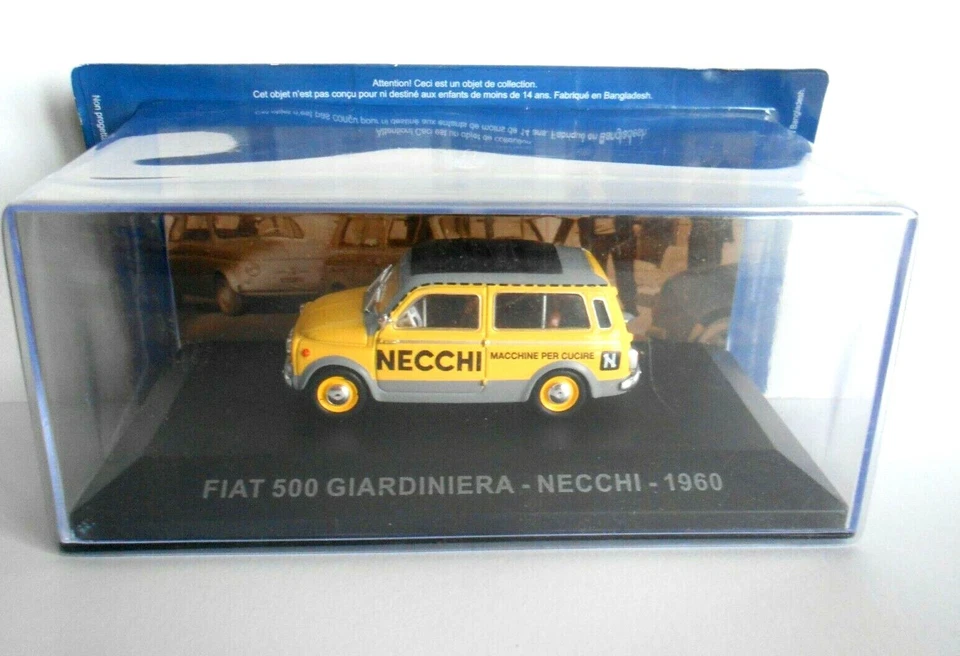 Attention! Ceci est un objet de collection.
Cet objet n'est pas conçu pour ni destiné aux enfants de moins de 14 ans. Fabriqué en Bangladesh.
Non
NECCHI MACCHINE PER CUCIRE N
FIAT 500 GIARDINIERA - NECCHI - 1960